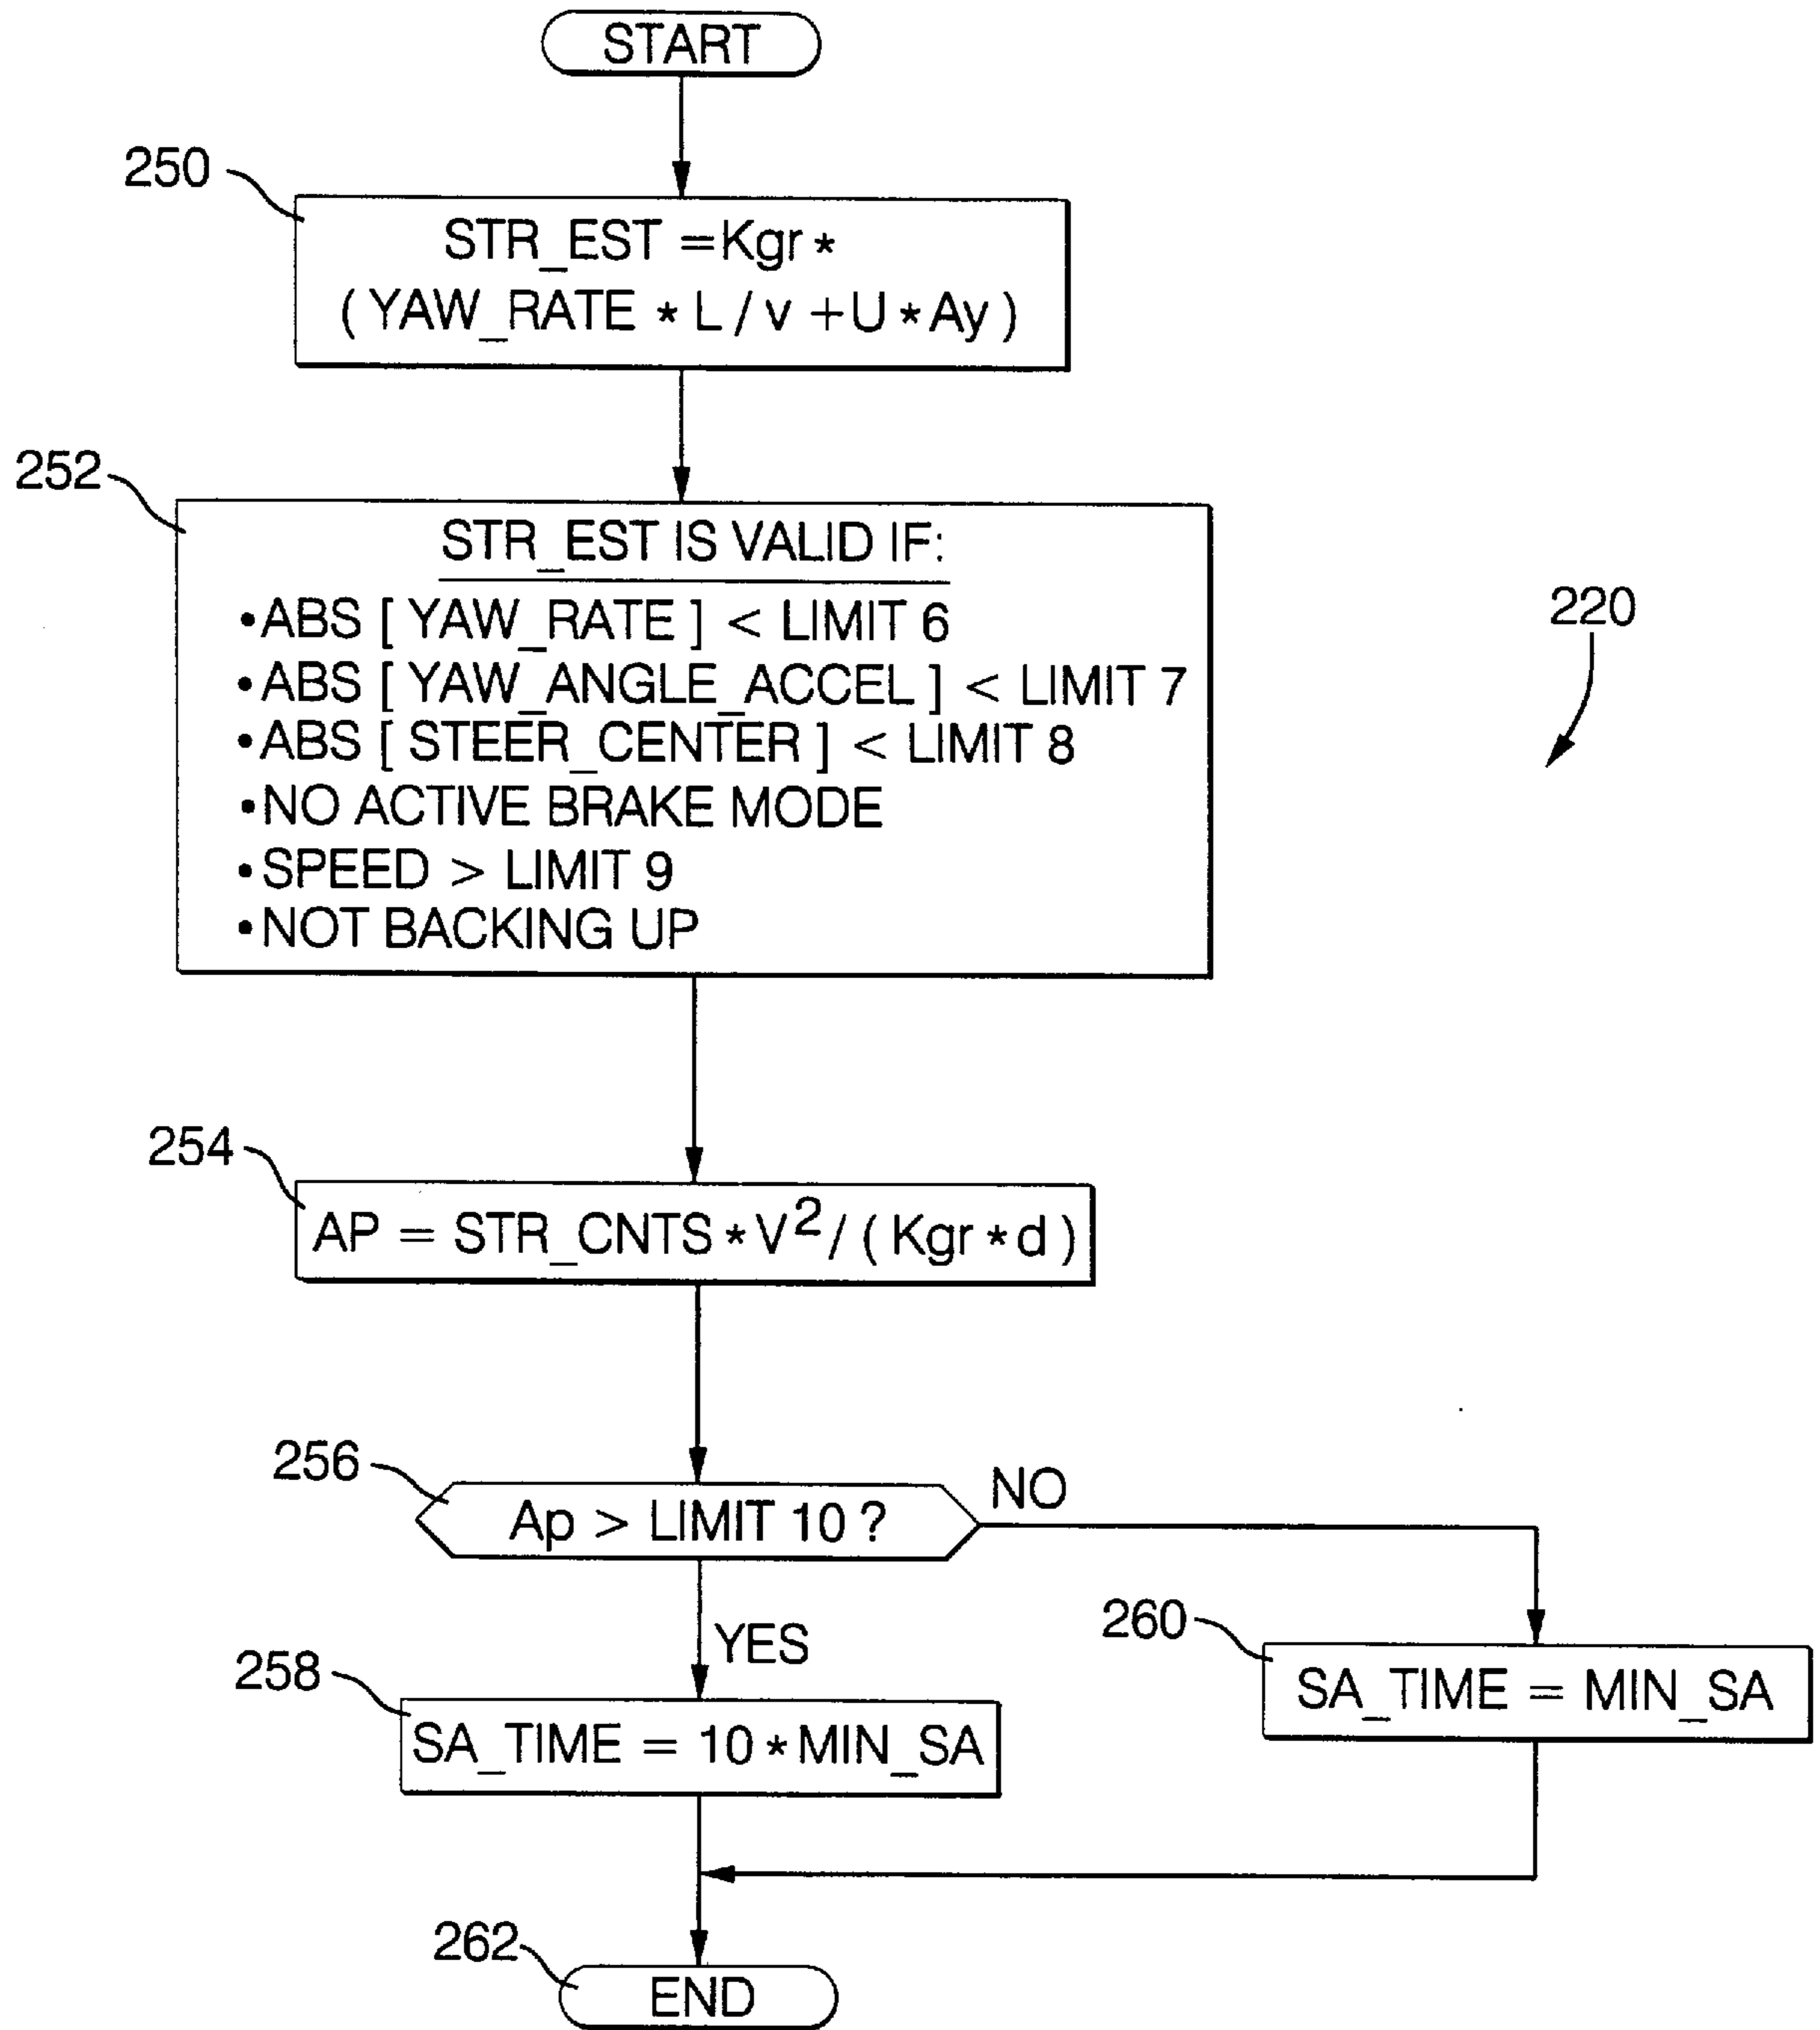 START
250
STR_EST =Kgr *
( YAW_RATE * L / v +U * Ay )
252
STR_EST IS VALID IF:
•ABS [ YAW_RATE ] < LIMIT 6
•ABS [ YAW_ANGLE_ACCEL ] < LIMIT 7
•ABS [ STEER_CENTER ] < LIMIT 8
•NO ACTIVE BRAKE MODE
•SPEED > LIMIT 9
•NOT BACKING UP
220
254
AP = STR_CNTS * V² / ( Kgr * d )
256
Ap > LIMIT 10 ?
NO
YES
260
SA_TIME = MIN_SA
258
SA_TIME = 10 * MIN_SA
262
END